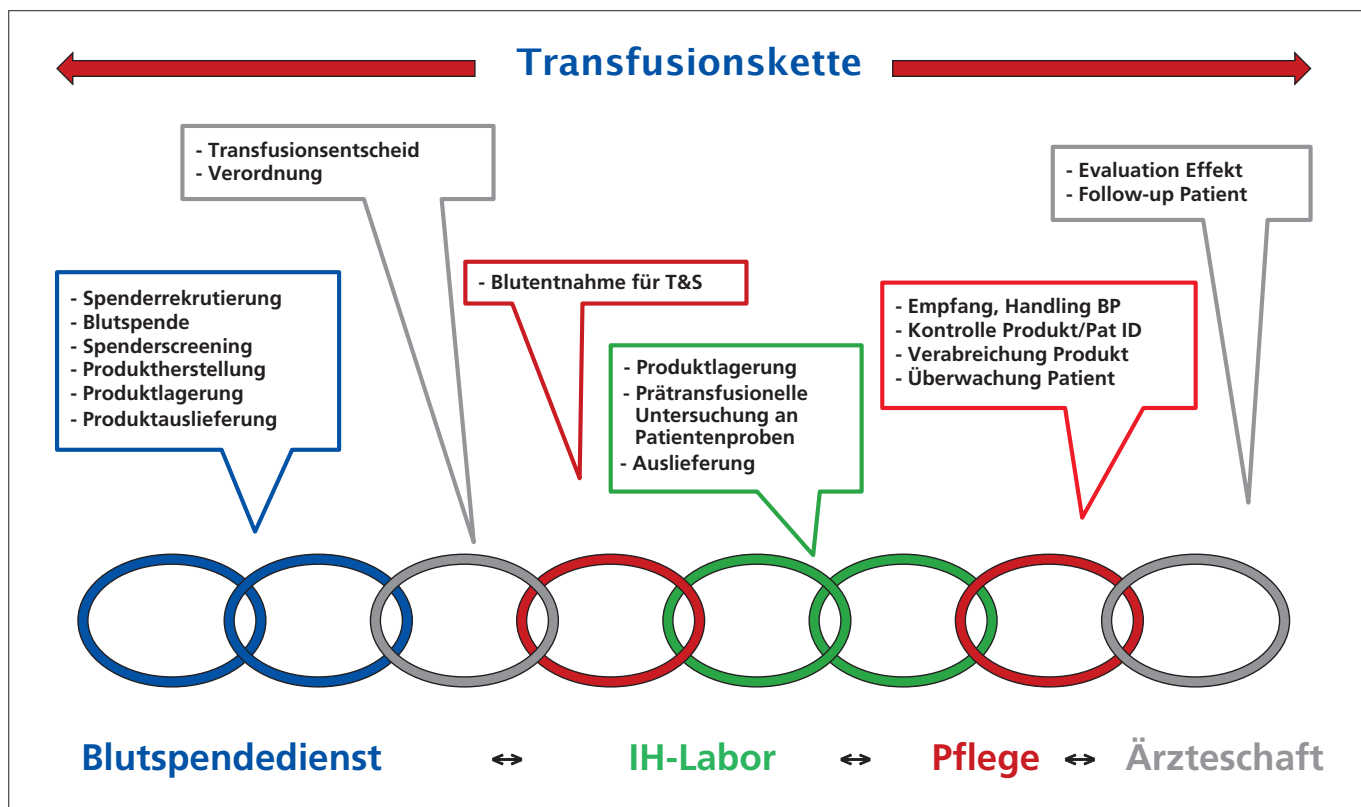 Transfusionskette
- Transfusionsentscheid
- Verordnung
- Evaluation Effekt
- Follow-up Patient
- Spenderrekrutierung
- Blutspende
- Spenderscreening
- Produktherstellung
- Produktlagerung
- Produktauslieferung
- Blutentnahme für T&S
- Produktlagerung
- Prätransfusionelle
Untersuchung an
Patientenproben
- Auslieferung
- Empfang, Handling BP
- Kontrolle Produkt/Pat ID
- Verabreichung Produkt
- Überwachung Patient
Blutspendedienst ↔ IH-Labor ↔ Pflege ↔ Ärzteschaft